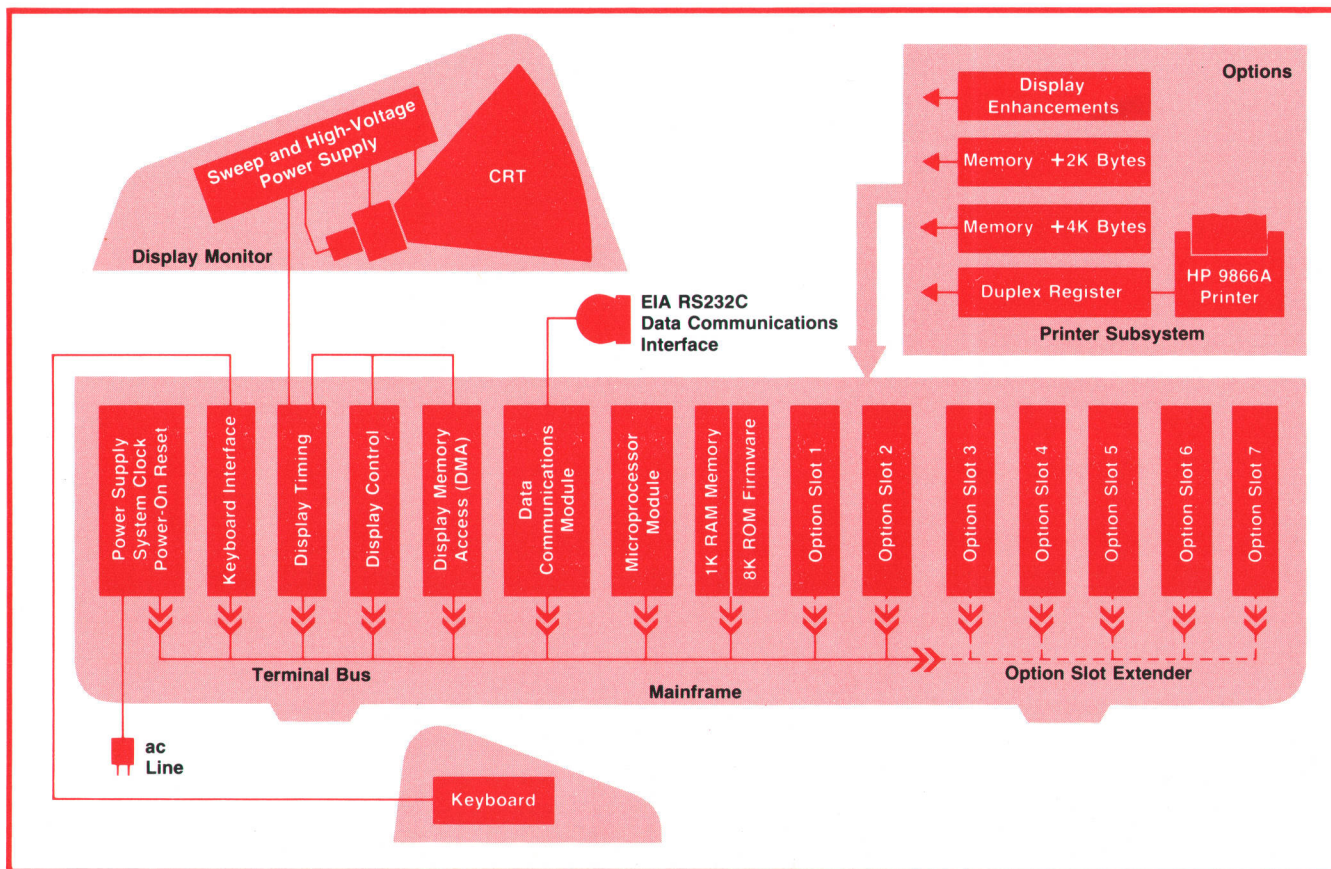 Options
Display
Enhancements
Memory +2K Bytes
Memory +4K Bytes
Duplex Register
HP 9866A
Printer
Printer Subsystem
Sweep and High-Voltage
Power Supply
CRT
Display Monitor
EIA RS232C
Data Communications
Interface
Power Supply
System Clock
Power-On Reset
Keyboard Interface
Display Timing
Display Control
Display Memory
Access (DMA)
Data
Communications
Module
Microprocessor
Module
1K RAM Memory
8K ROM Firmware
Option Slot 1
Option Slot 2
Option Slot 3
Option Slot 4
Option Slot 5
Option Slot 6
Option Slot 7
Terminal Bus
Mainframe
Option Slot Extender
ac
Line
Keyboard